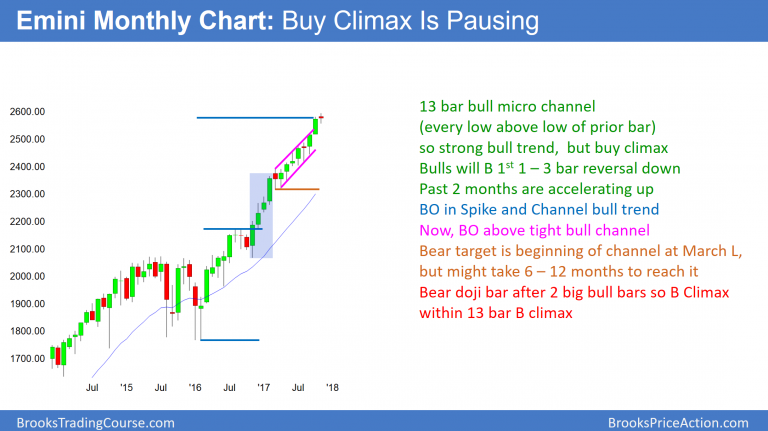 Emini Monthly Chart: Buy Climax Is Pausing
13 bar bull micro channel
(every low above low of prior bar)
so strong bull trend, but buy climax
Bulls will B 1st 1 – 3 bar reversal down
Past 2 months are accelerating up
BO in Spike and Channel bull trend
Now, BO above tight bull channel
Bear target is beginning of channel at March L,
but might take 6 – 12 months to reach it
Bear doji bar after 2 big bull bars so B Climax
within 13 bar B climax
2600.00
2500.00
2400.00
2300.00
2200.00
2100.00
2000.00
1900.00
1800.00
1700.00
Jul '15 Jul '16 Jul '17 Jul '18
BrooksTradingCourse.com BrooksPriceAction.com